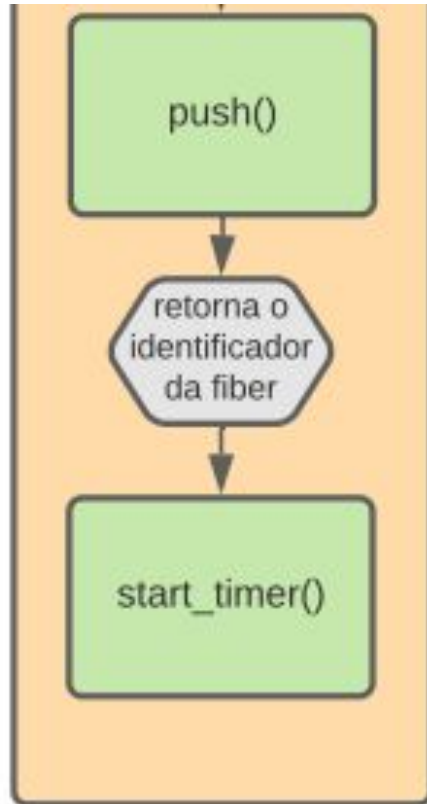 push()
retorna o
identificador
da fiber
start_timer()